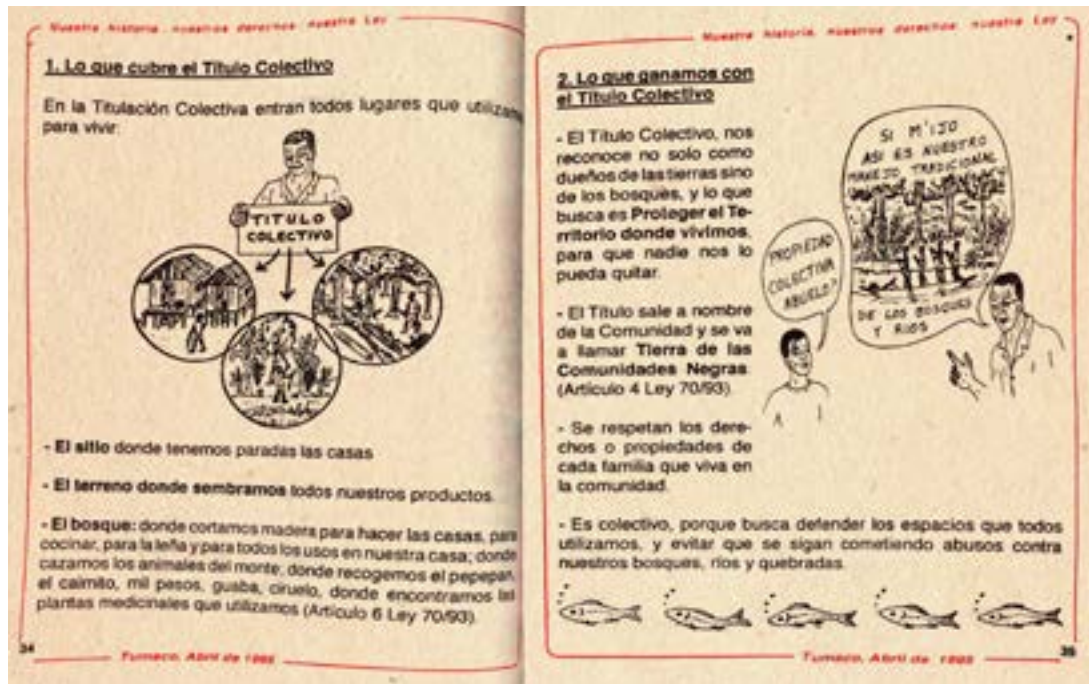 Nuestra historia, nuestros derechos, nuestra Ley
1. Lo que cubre el Título Colectivo
En la Titulación Colectiva entran todos lugares que utilizamos
para vivir:
TITULO
COLECTIVO
- El sitio donde tenemos paradas las casas
- El terreno donde sembramos todos nuestros productos.
- El bosque: donde cortamos madera para hacer las casas, para
cocinar, para la leña y para todos los usos en nuestra casa; donde
cazamos los animales del monte; donde recogemos el pepepan,
el caimito, mil pesos, guaba, ciruelo, donde encontramos las
plantas medicinales que utilizamos (Artículo 6 Ley 70/93).
34
Tumaco, Abril de
Nuestra historia, nuestros derechos, nuestra Ley
2. Lo que ganamos con
el Título Colectivo
- El Título Colectivo, nos
reconoce no solo como
dueños de las tierras sino
de los bosques, y lo que
busca es Proteger el Te-
rritorio donde vivimos,
para que nadie nos lo
pueda quitar.
- El Título sale a nombre
de la Comunidad y se va
a llamar Tierra de las
Comunidades Negras
(Artículo 4 Ley 70/93).
- Se respetan los dere-
chos o propiedades de
cada familia que viva en
la comunidad.
PROPIEDAD
COLECTIVA
ABUELO?
SI M'IJO
ASI ES NUESTRO
MANEJO TRADICIONAL
DE LOS BOSQUES
Y RIOS
- Es colectivo, porque busca defender los espacios que todos
utilizamos, y evitar que se sigan cometiendo abusos contra
nuestros bosques, ríos y quebradas.
Tumaco, Abril de
35